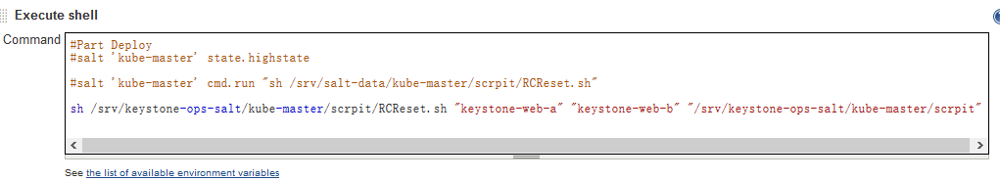 Execute shell
Command
#Part Deploy
#salt 'kube-master' state.highstate
#salt 'kube-master' cmd.run "sh /srv/salt-data/kube-master/scrpit/RCReset.sh"
sh /srv/keystone-ops-salt/kube-master/scrpit/RCReset.sh "keystone-web-a" "keystone-web-b" "/srv/keystone-ops-salt/kube-master/scrpit"
See the list of available environment variables